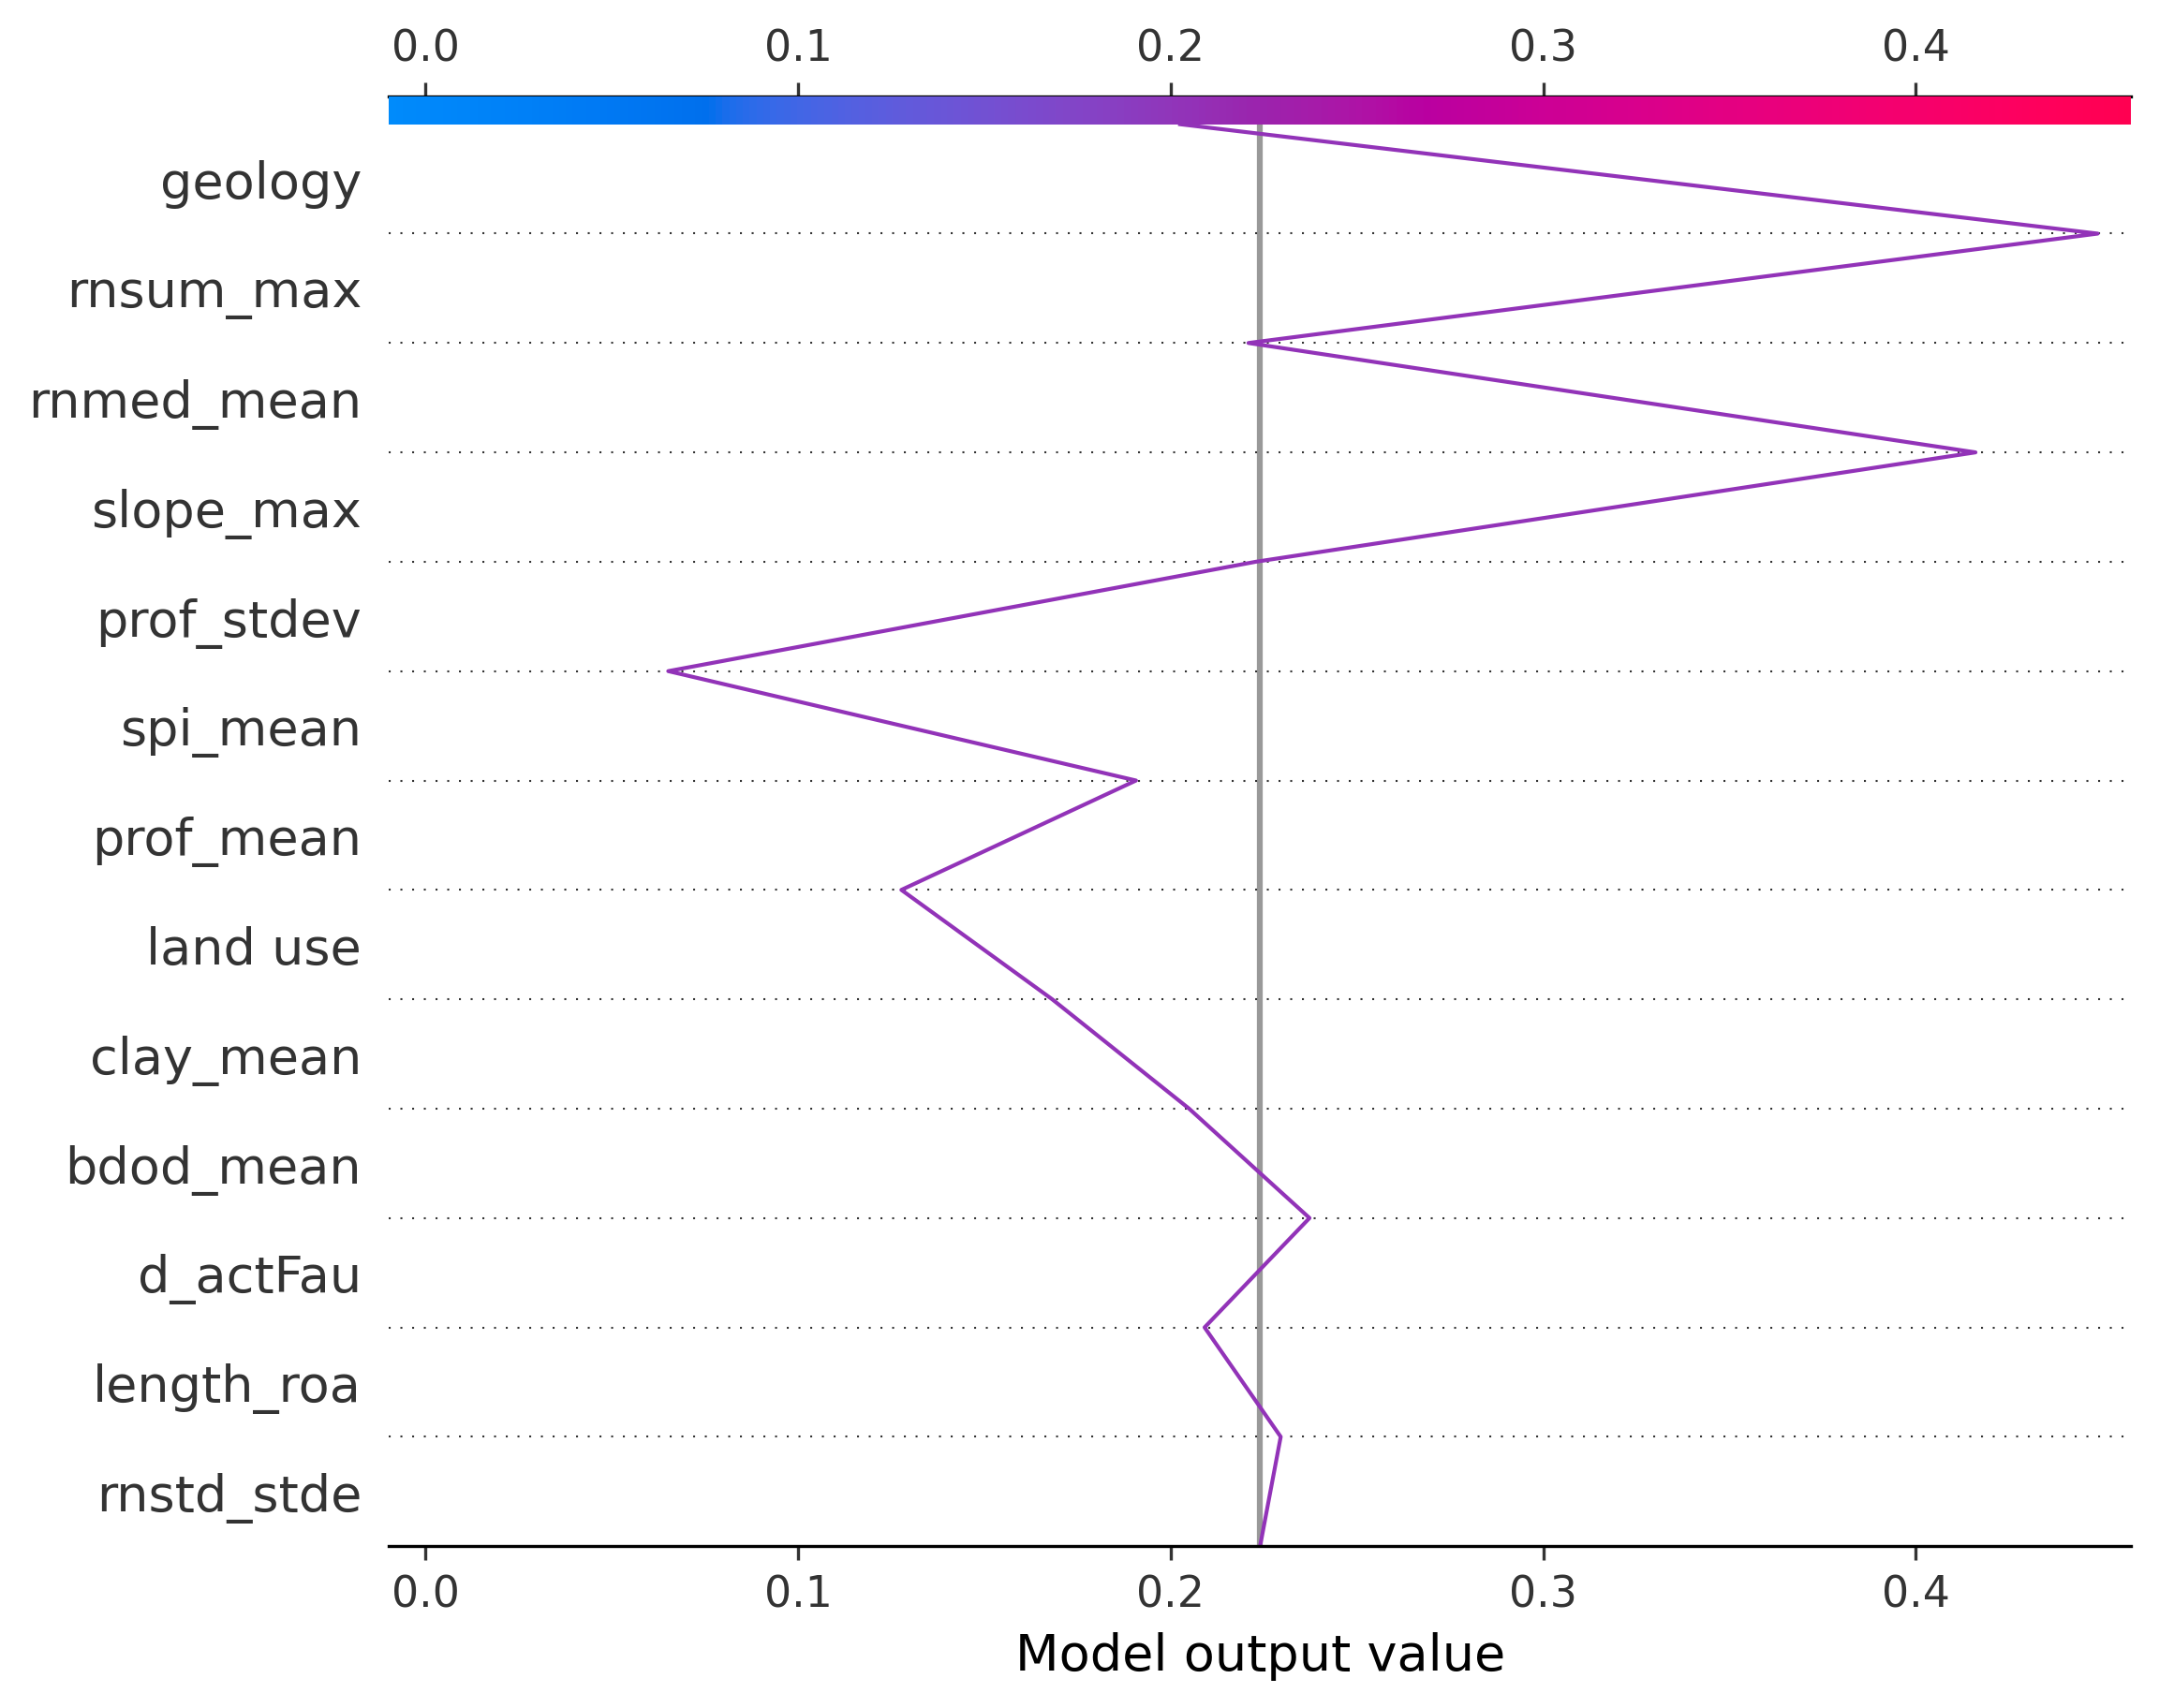 0.0 0.1 0.2 0.3 0.4
geology
rnsum_max
rnmed_mean
slope_max
prof_stdev
spi_mean
prof_mean
land use
clay_mean
bdod_mean
d_actFau
length_roa
rnstd_stde
0.0 0.1 0.2 0.3 0.4
Model output value